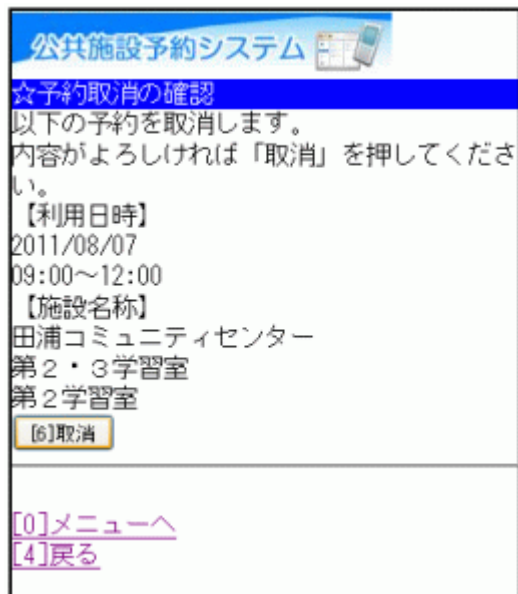 公共施設予約システム
☆予約取消の確認
以下の予約を取消します。
内容がよろしければ「取消」を押してくださ
い。
【利用日時】
2011/08/07
09:00～12:00
【施設名称】
田浦コミュニティセンター
第２・３学習室
第２学習室
[6]取消
[0]メニューへ
[4]戻る